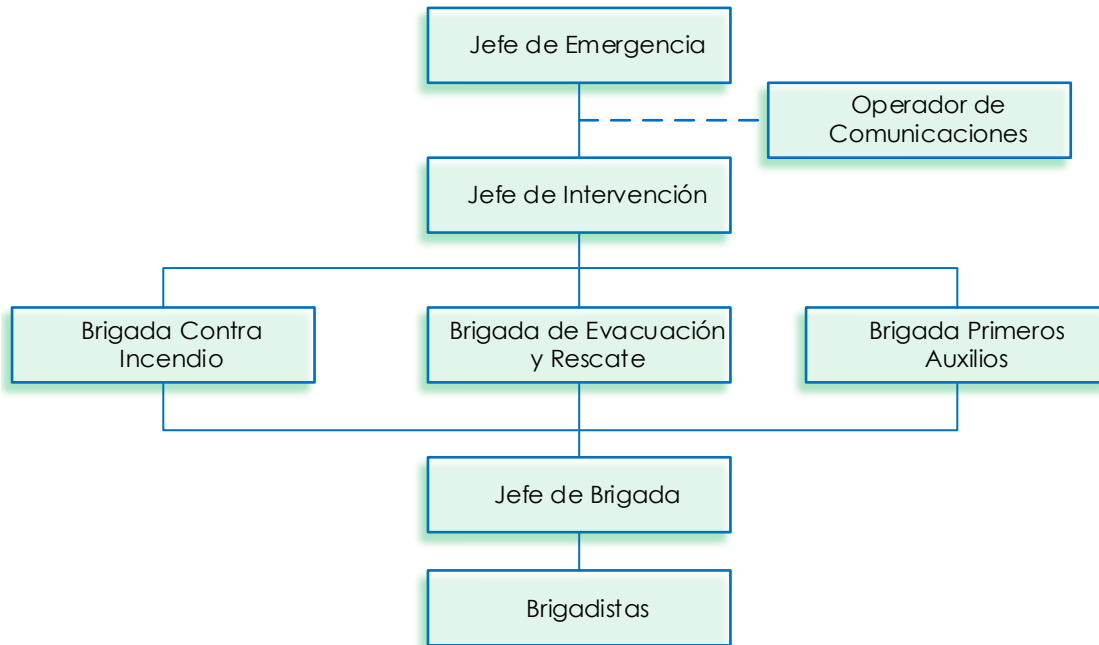 Jefe de Emergencia
Operador de
Comunicaciones
Jefe de Intervención
Brigada Contra
Incendio
Brigada de Evacuación
y Rescate
Brigada Primeros
Auxilios
Jefe de Brigada
Brigadistas